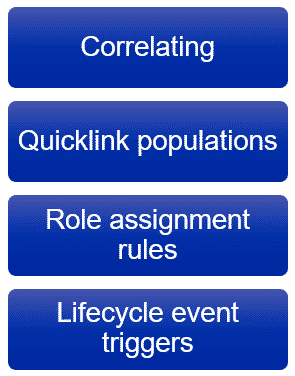 Correlating
Quicklink populations
Role assignment
rules
Lifecycle event
triggers